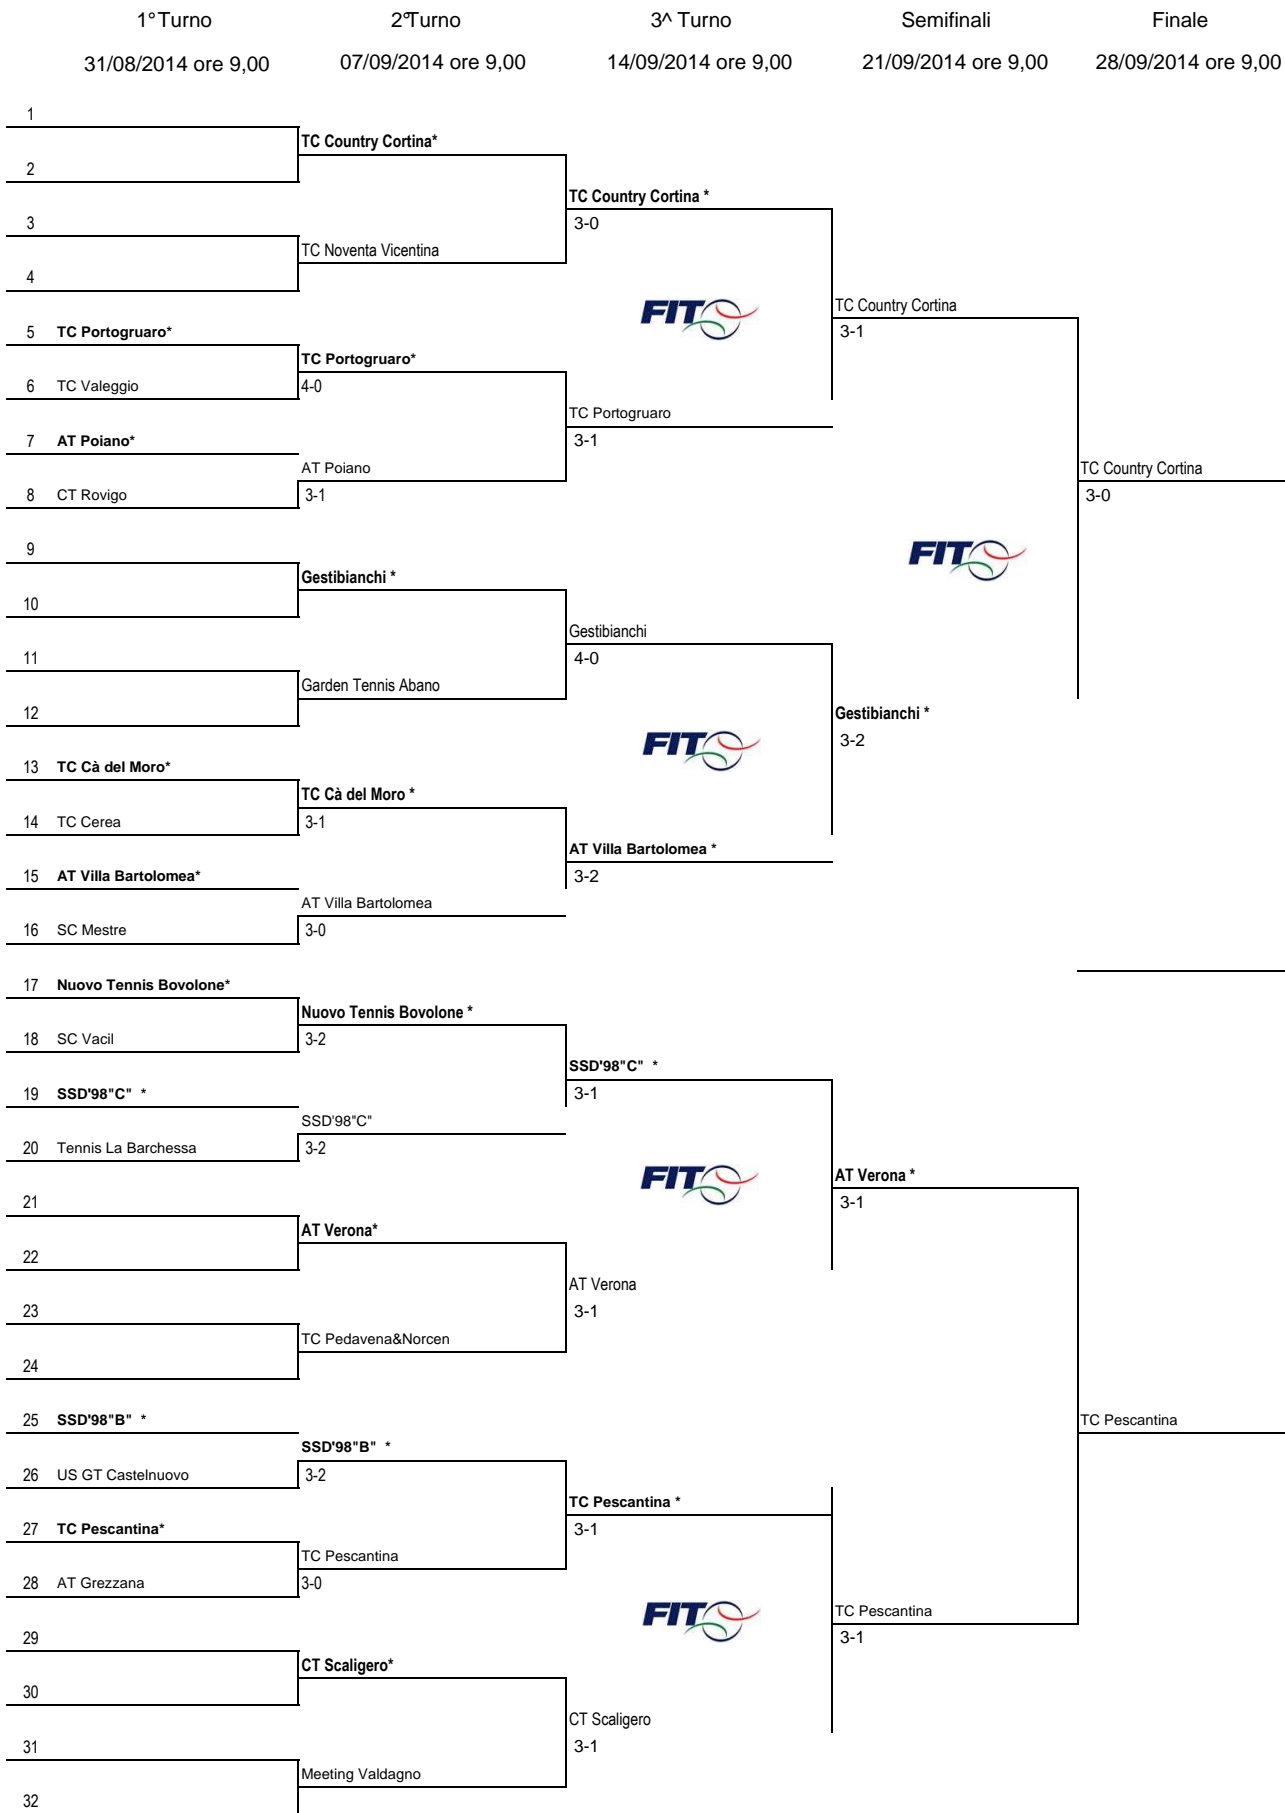 1° Turno 2° Turno 3^ Turno Semifinali Finale
31/08/2014 ore 9,00 07/09/2014 ore 9,00 14/09/2014 ore 9,00 21/09/2014 ore 9,00 28/09/2014 ore 9,00
1
TC Country Cortina*
2
TC Country Cortina *
3 3-0
TC Noventa Vicentina
4
FIT TC Country Cortina
5 TC Portogruaro* 3-1
TC Portogruaro*
6 TC Valeggio 4-0
TC Portogruaro
7 AT Poiano* 3-1
AT Poiano TC Country Cortina
8 CT Rovigo 3-1 3-0
9 FIT
Gestibianchi *
10
Gestibianchi
11 4-0
Garden Tennis Abano
12 Gestibianchi *
FIT 3-2
13 TC Cà del Moro*
TC Cà del Moro *
14 TC Cerea 3-1
AT Villa Bartolomea *
15 AT Villa Bartolomea* 3-2
AT Villa Bartolomea
16 SC Mestre 3-0
17 Nuovo Tennis Bovolone*
Nuovo Tennis Bovolone *
18 SC Vacil 3-2
SSD'98"C" *
19 SSD'98"C" * 3-1
SSD'98"C"
20 Tennis La Barchessa 3-2
FIT AT Verona *
21 3-1
AT Verona*
22
AT Verona
23 3-1
TC Pedavena&Norcen
24
25 SSD'98"B" * TC Pescantina
SSD'98"B" *
26 US GT Castelnuovo 3-2
TC Pescantina *
27 TC Pescantina* 3-1
TC Pescantina
28 AT Grezzana 3-0
FIT TC Pescantina
29 3-1
CT Scaligero*
30
CT Scaligero
31 3-1
Meeting Valdagno
32